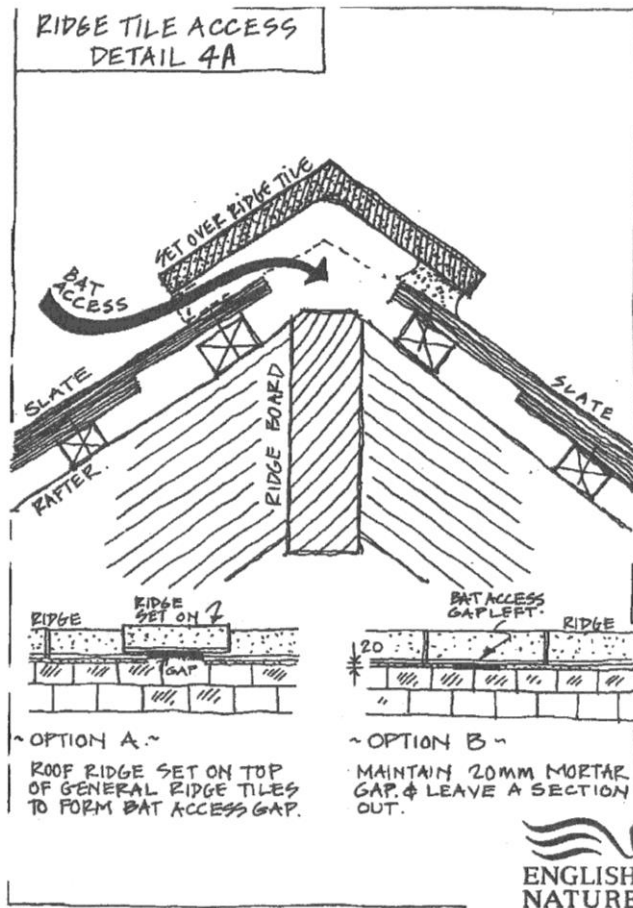 RIDGE TILE ACCESS
DETAIL 4A
SET OVER RIDGE TILE
BAT
ACCESS
SLATE
RAFTER
RIDGE BOARD
SLATE
RIDGE
RIDGE
SET ON
GAP
BAT ACCESS
GAP LEFT.
RIDGE
20
~ OPTION A. ~
ROOF RIDGE SET ON TOP
OF GENERAL RIDGE TILES
TO FORM BAT ACCESS GAP.
~ OPTION B ~
MAINTAIN 20mm MORTAR
GAP. & LEAVE A SECTION
OUT.
ENGLISH
NATURE